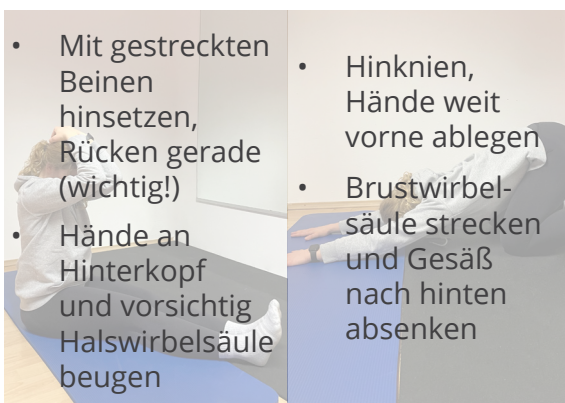 • Mit gestreckten
Beinen
hinsetzen,
Rücken gerade
(wichtig!)
• Hände an
Hinterkopf
und vorsichtig
Halswirbelsäule
beugen
• Hinknien,
Hände weit
vorne ablegen
• Brustwirbel-
säule strecken
und Gesäß
nach hinten
absenken